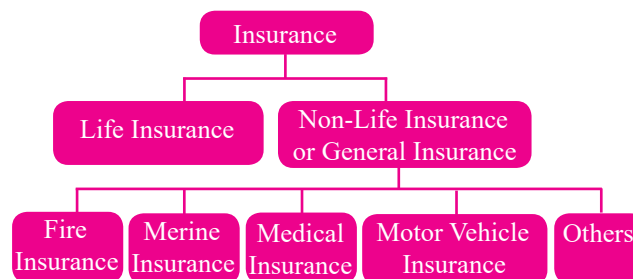 Insurance
Life Insurance
Non-Life Insurance
or General Insurance
Fire
Insurance
Merine
Insurance
Medical
Insurance
Motor Vehicle
Insurance
Others